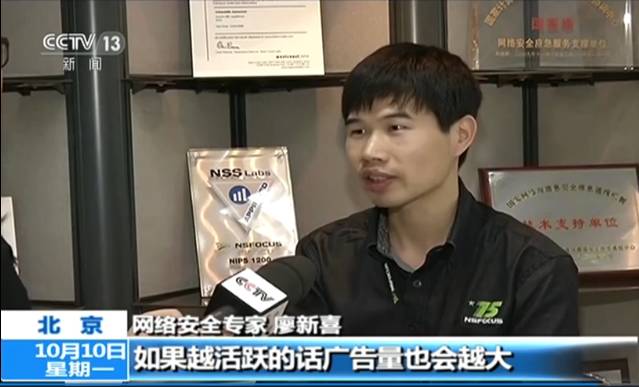 CCTV 13
新闻
网络安全应急服务支撑单位
NSS Labs
NSFOCUS
NIPS 1200
技术支持单位
CCTV
NSFOCUS
北京
网络安全专家 廖新喜
10月10日
星期一
如果越活跃的话广告量也会越大